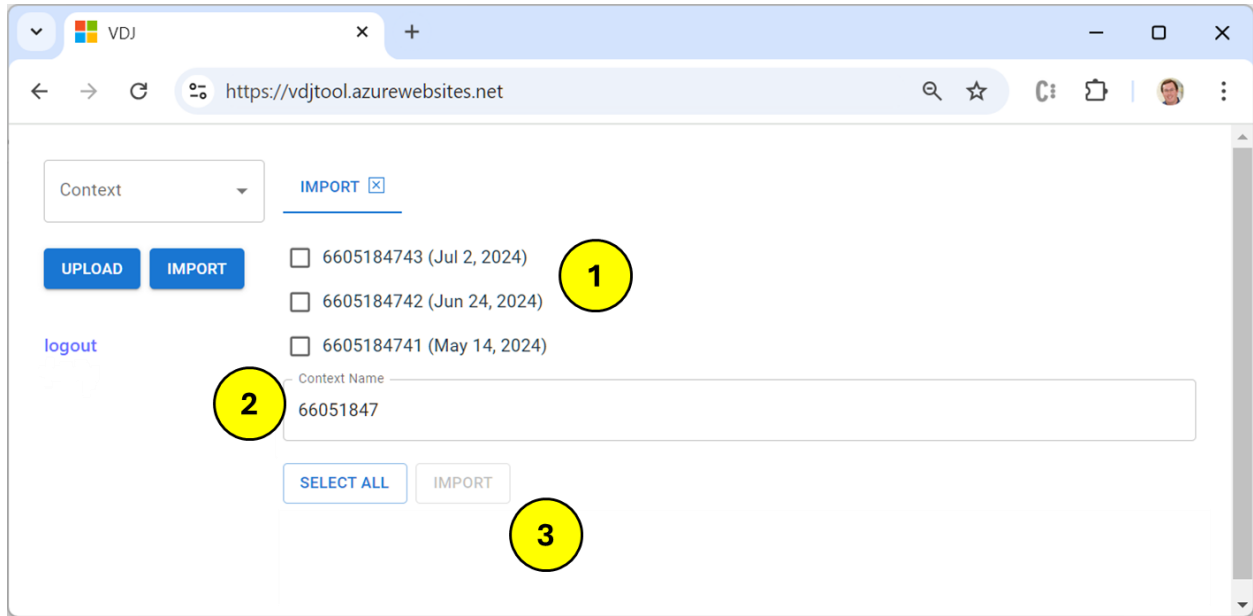 VDJ
https://vdjtool.azurewebsites.net
Context
IMPORT
UPLOAD
IMPORT
6605184743 (Jul 2, 2024)
1
6605184742 (Jun 24, 2024)
logout
6605184741 (May 14, 2024)
Context Name
2
66051847
SELECT ALL
IMPORT
3